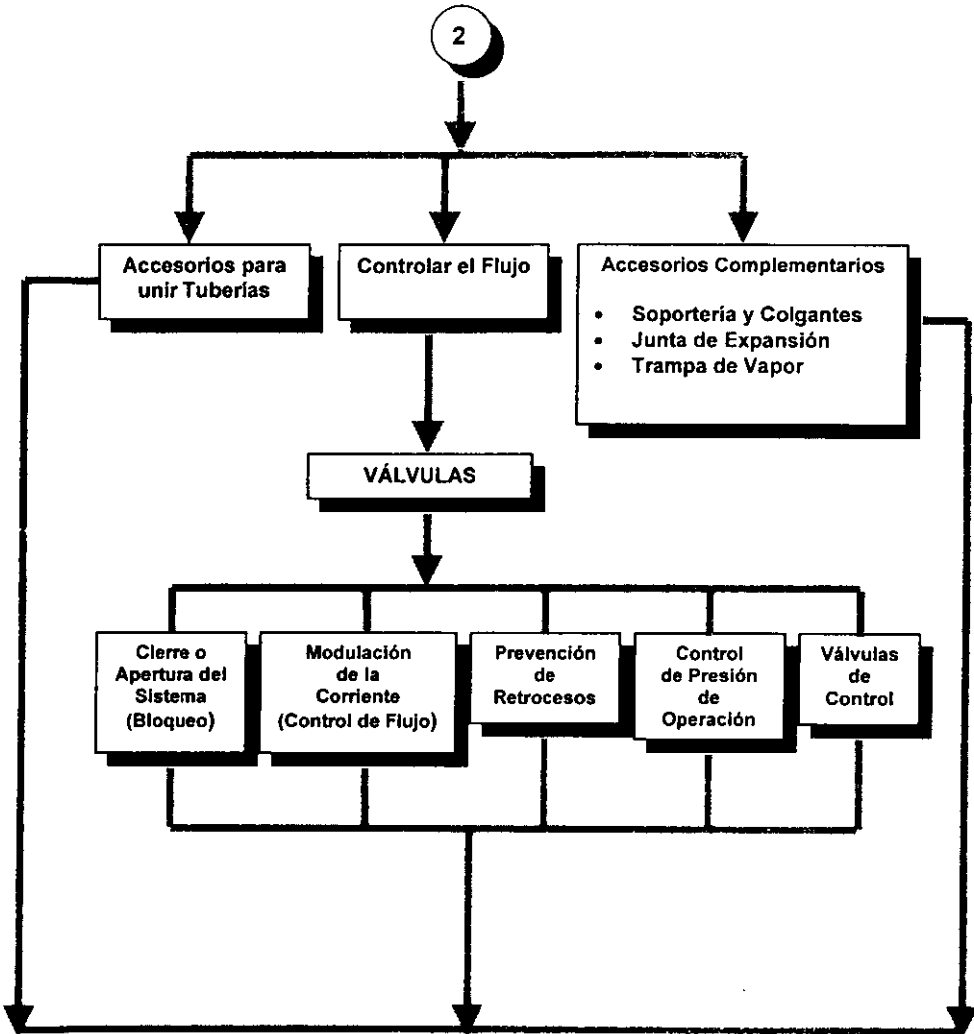 2
Accesorios para
unir Tuberías
Controlar el Flujo
Accesorios Complementarios
• Soportería y Colgantes
• Junta de Expansión
• Trampa de Vapor
VÁLVULAS
Cierre o
Apertura del
Sistema
(Bloqueo)
Modulación
de la
Corriente
(Control de Flujo)
Prevención
de
Retrocesos
Control
de Presión
de
Operación
Válvulas
de
Control